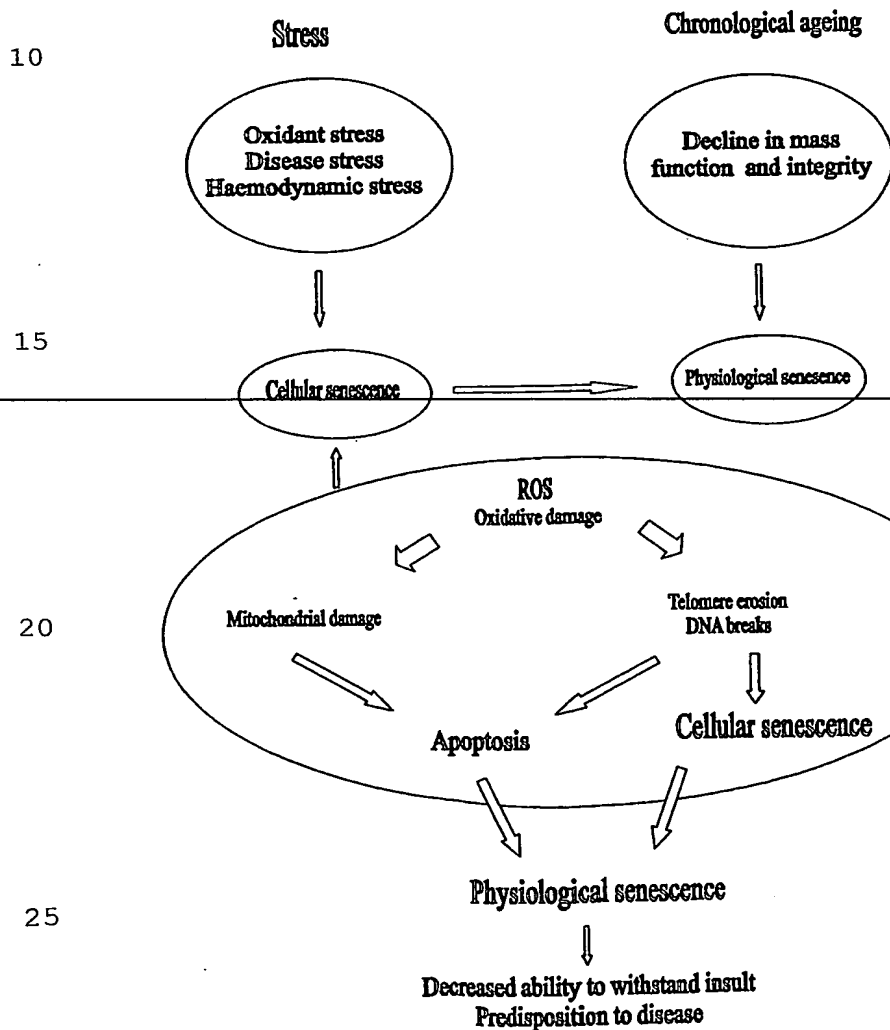 Stress
Chronological ageing
10
Oxidant stress
Disease stress
Haemodynamic stress
Decline in mass
function and integrity
15
Cellular senescence
Physiological senesence
ROS
Oxidative damage
Mitochondrial damage
Telomere erosion
DNA breaks
20
Apoptosis
Cellular senescence
Physiological senescence
25
Decreased ability to withstand insult
Predisposition to disease